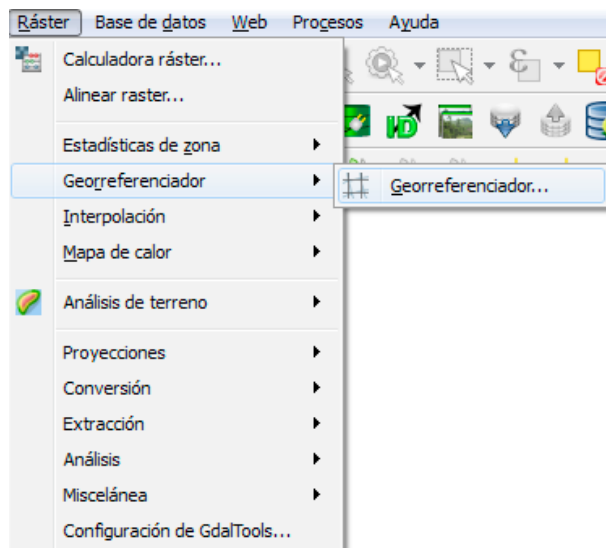 Ráster Base de datos Web Procesos Ayuda
Calculadora ráster...
Alinear raster...
Estadísticas de zona
Georreferenciador
Georreferenciador...
Interpolación
Mapa de calor
Análisis de terreno
Proyecciones
Conversión
Extracción
Análisis
Miscelánea
Configuración de GdalTools...